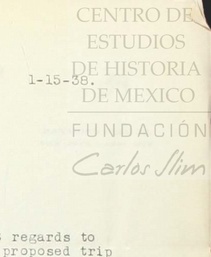 CENTRO DE
ESTUDIOS
1-15-38.
DE HISTORIA
DE MEXICO
FUNDACIÓN
Carlos Slim
regards to
proposed trip